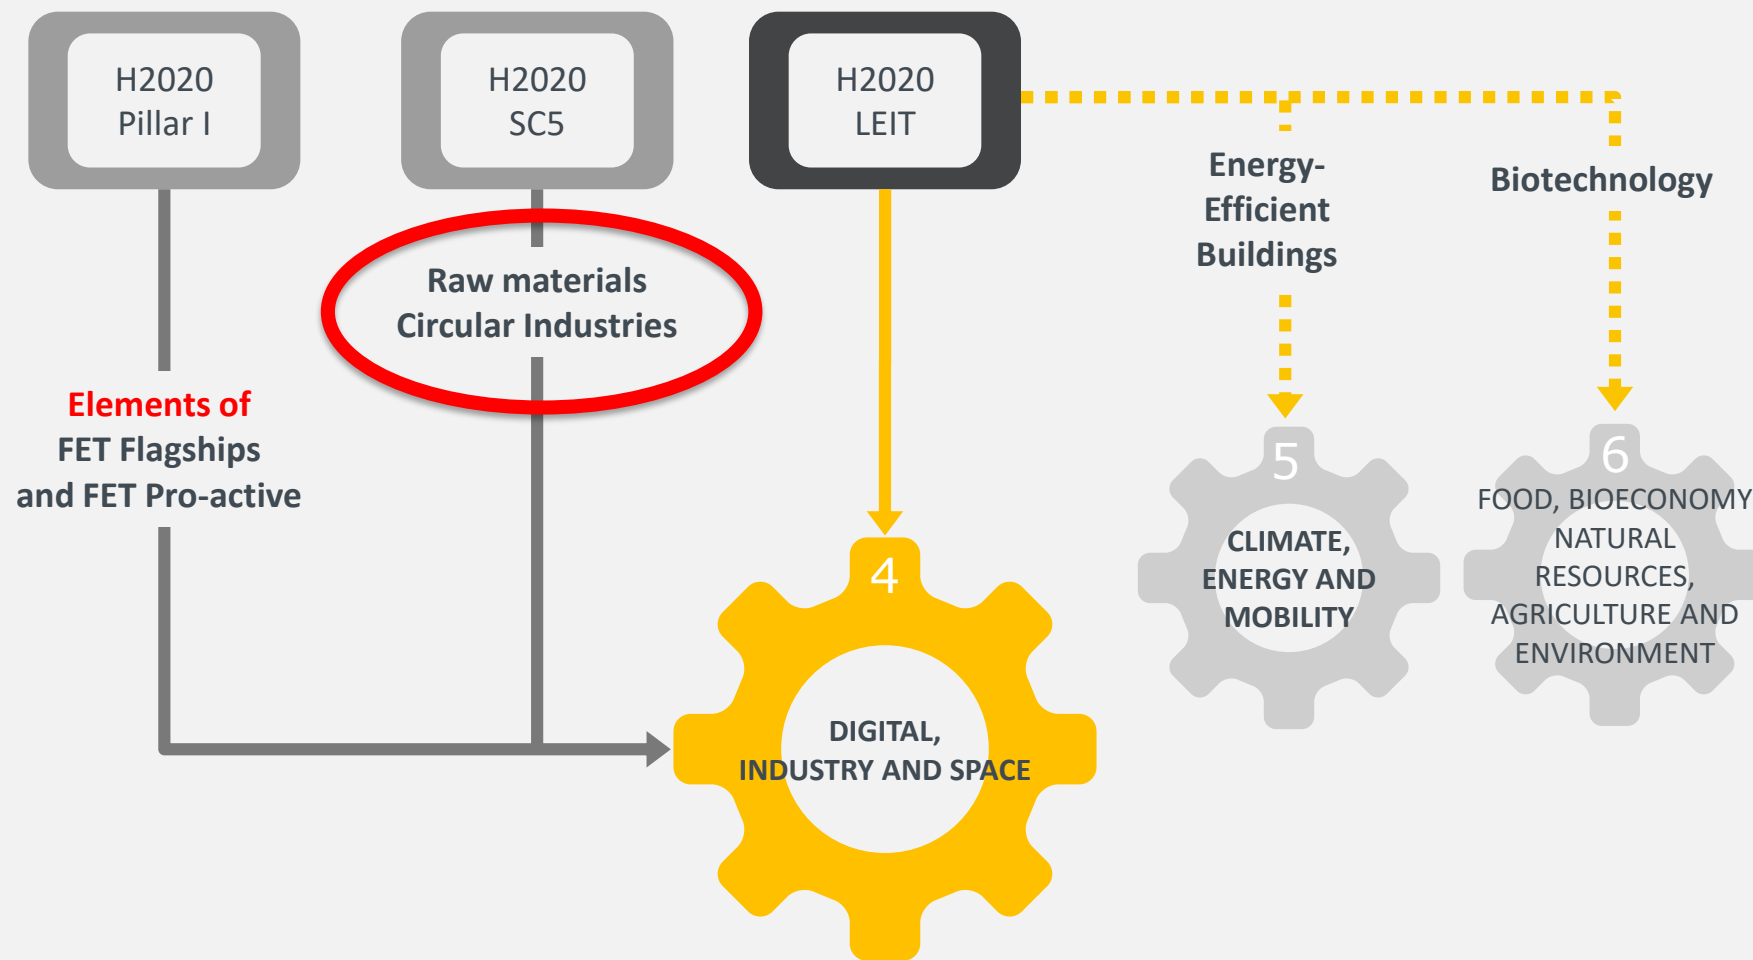 H2020
Pillar I
H2020
SC5
H2020
LEIT
Energy-
Efficient
Buildings
Biotechnology
Raw materials
Circular Industries
Elements of
FET Flagships
and FET Pro-active
4
DIGITAL,
INDUSTRY AND SPACE
5
CLIMATE,
ENERGY AND
MOBILITY
6
FOOD, BIOECONOMY
NATURAL
RESOURCES,
AGRICULTURE AND
ENVIRONMENT